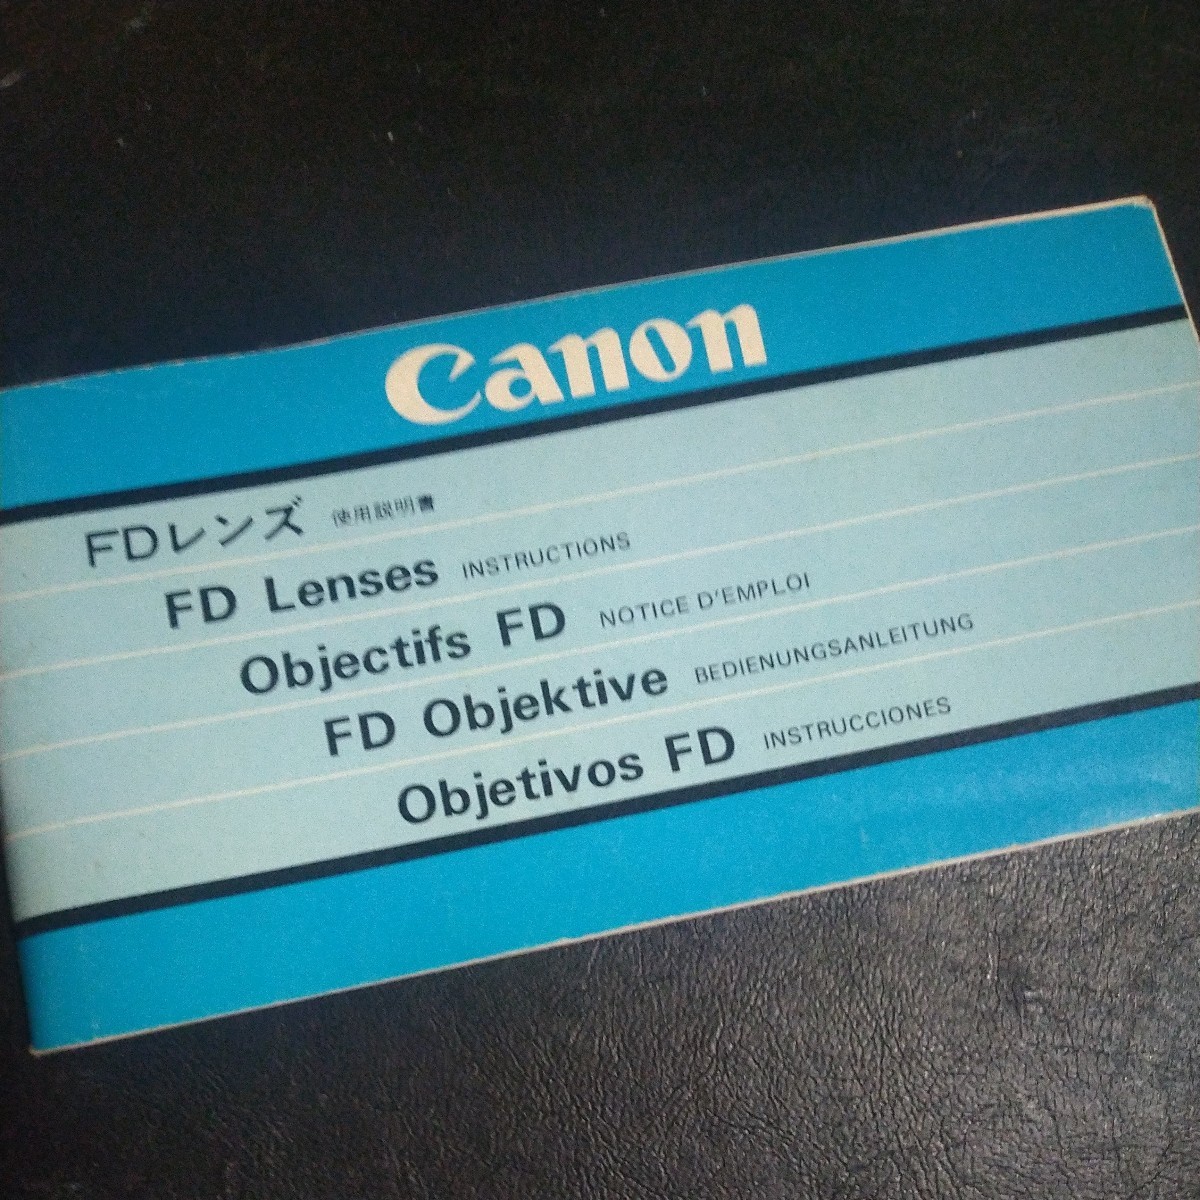 Canon
FDレンズ 使用説明書
FD Lenses INSTRUCTIONS
Objectifs FD NOTICE D'EMPLOI
FD Objektive BEDIENUNGSANLEITUNG
Objetivos FD INSTRUCCIONES